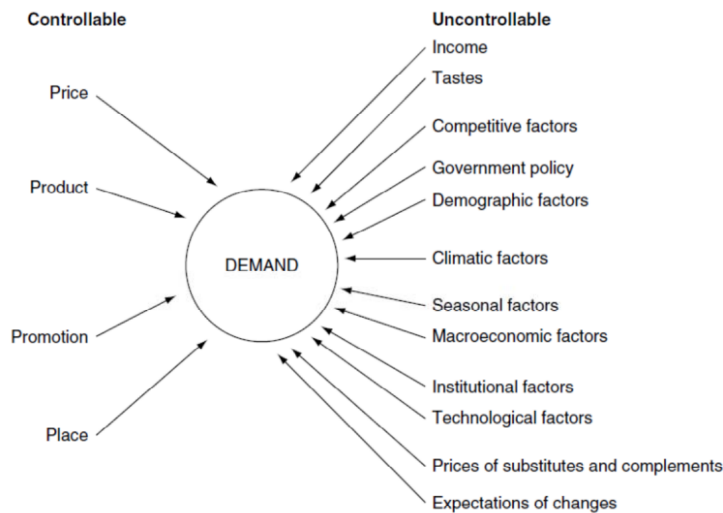 Controllable
Uncontrollable
Price
Product
Promotion
Place
DEMAND
Income
Tastes
Competitive factors
Government policy
Demographic factors
Climatic factors
Seasonal factors
Macroeconomic factors
Institutional factors
Technological factors
Prices of substitutes and complements
Expectations of changes